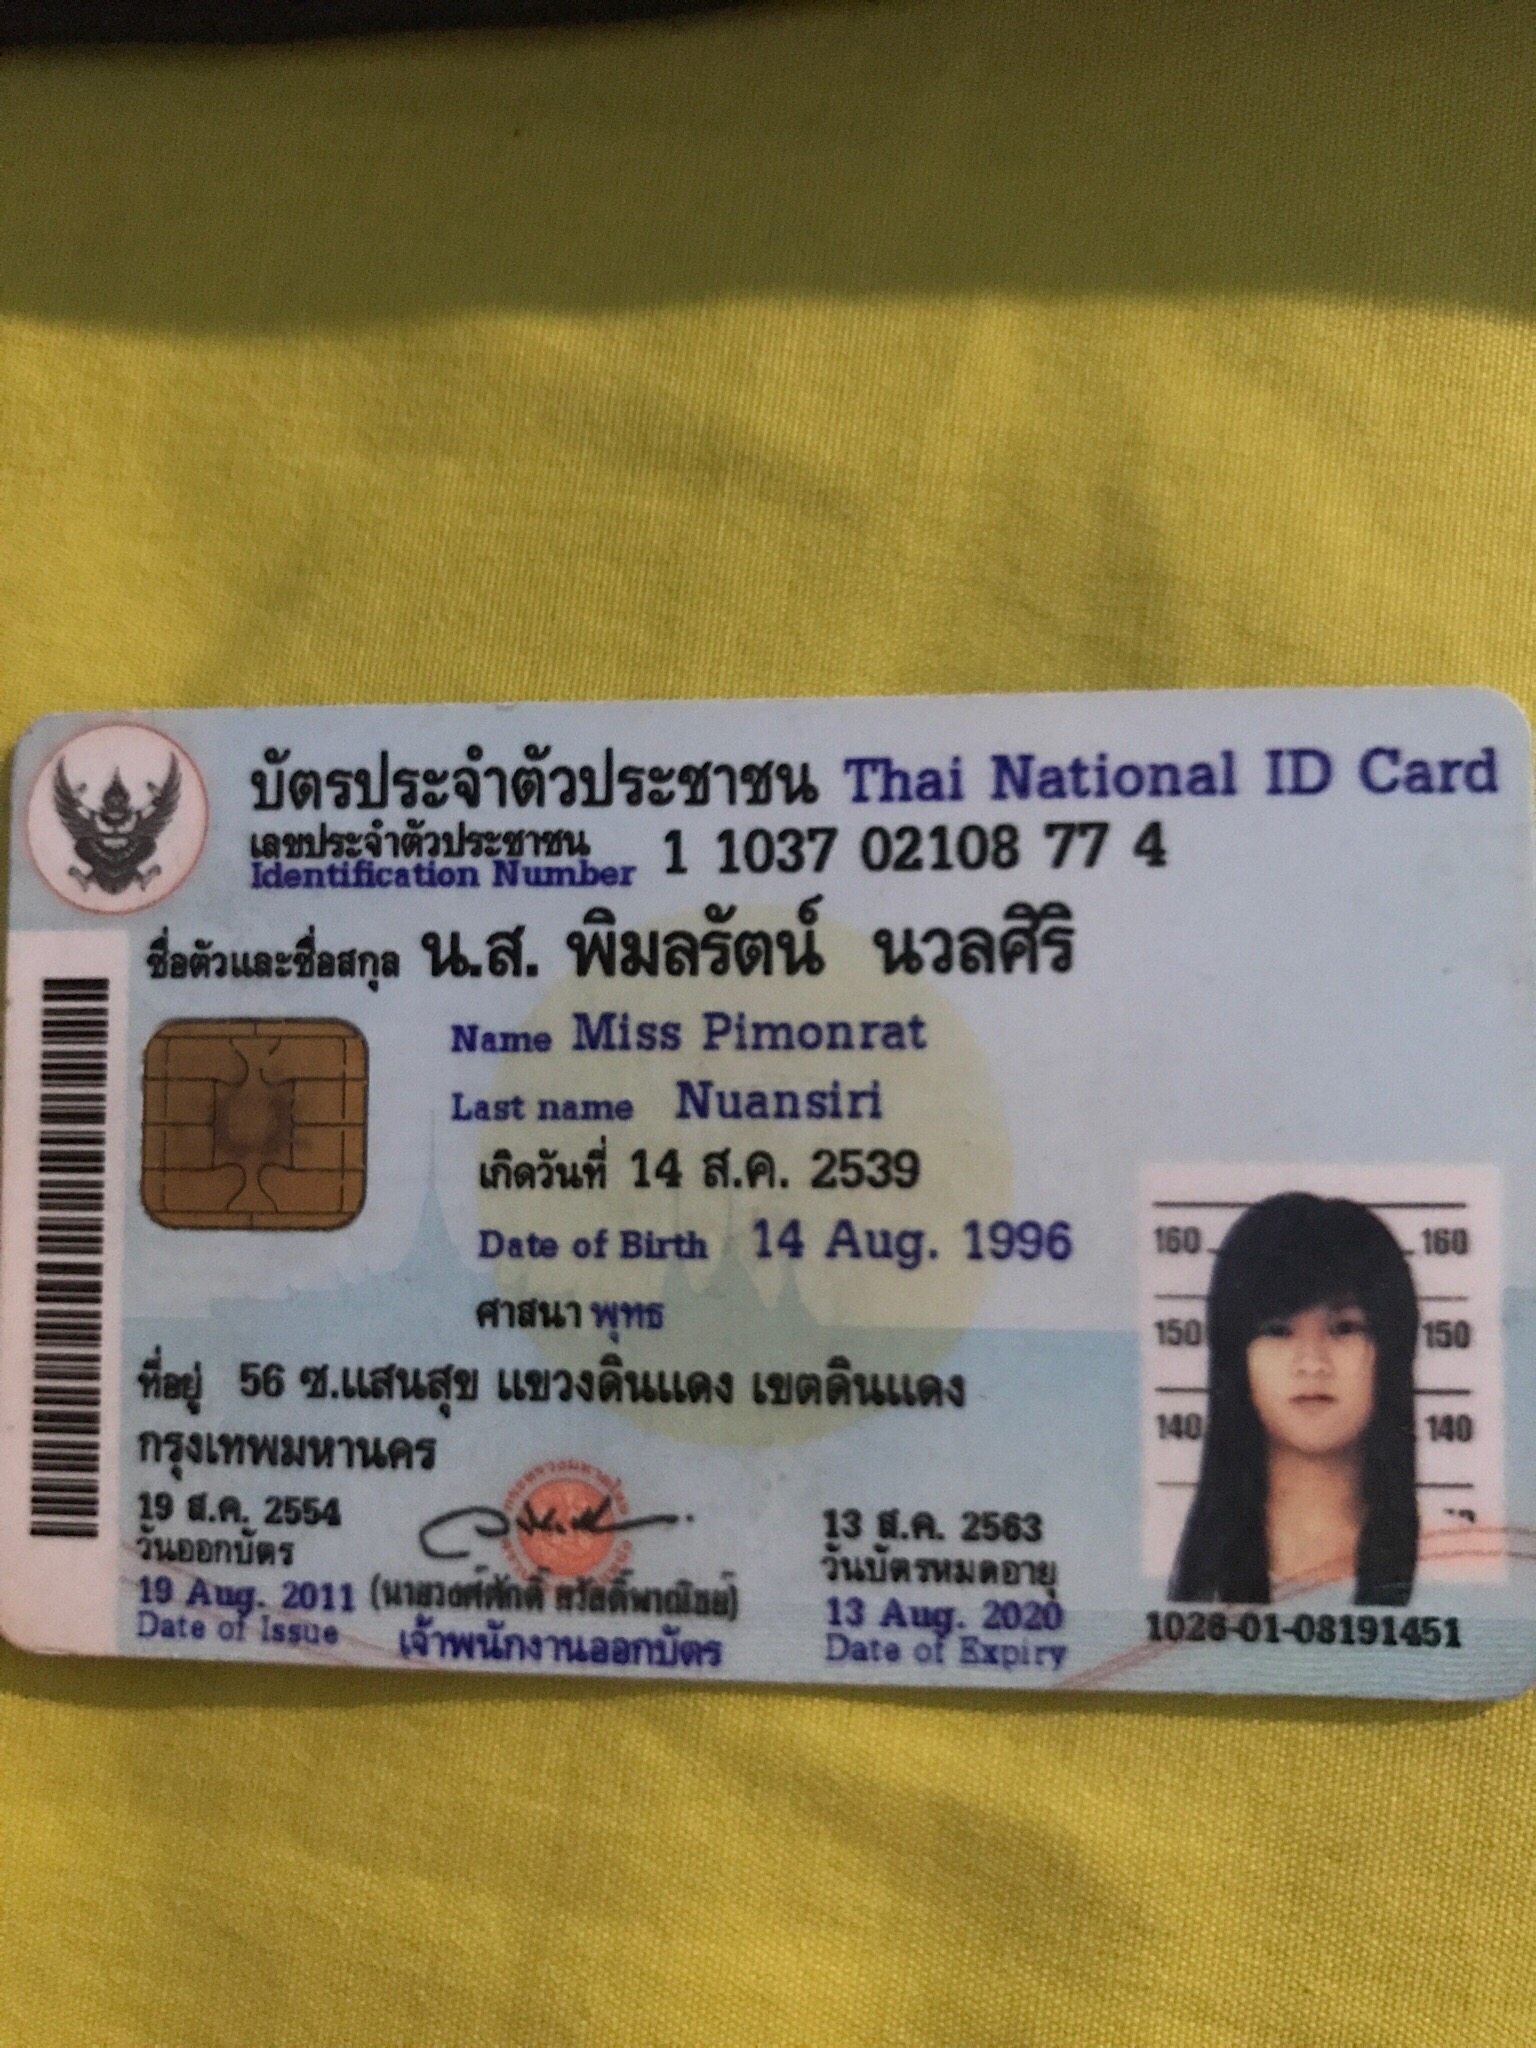 บัตรประจำตัวประชาชน Thai National ID Card
เลขประจำตัวประชาชน
Identification Number 1 1037 02108 77 4
ชื่อตัวและชื่อสกุล น.ส. พิมลรัตน์ นวลศิริ
Name Miss Pimonrat
Last name Nuansiri
เกิดวันที่ 14 ส.ค. 2539
Date of Birth 14 Aug. 1996
ศาสนา พุทธ
ที่อยู่ 56 ซ.แสนสุข แขวงดินแดง เขตดินแดง
กรุงเทพมหานคร
19 ส.ค. 2554
วันออกบัตร
19 Aug. 2011
Date of Issue
(นายวงศ์ศักดิ์ สวัสดิ์พาณิชย์)
เจ้าพนักงานออกบัตร
13 ส.ค. 2563
วันบัตรหมดอายุ
13 Aug. 2020
Date of Expiry
160 160
150 150
140 140
1026-01-08191451